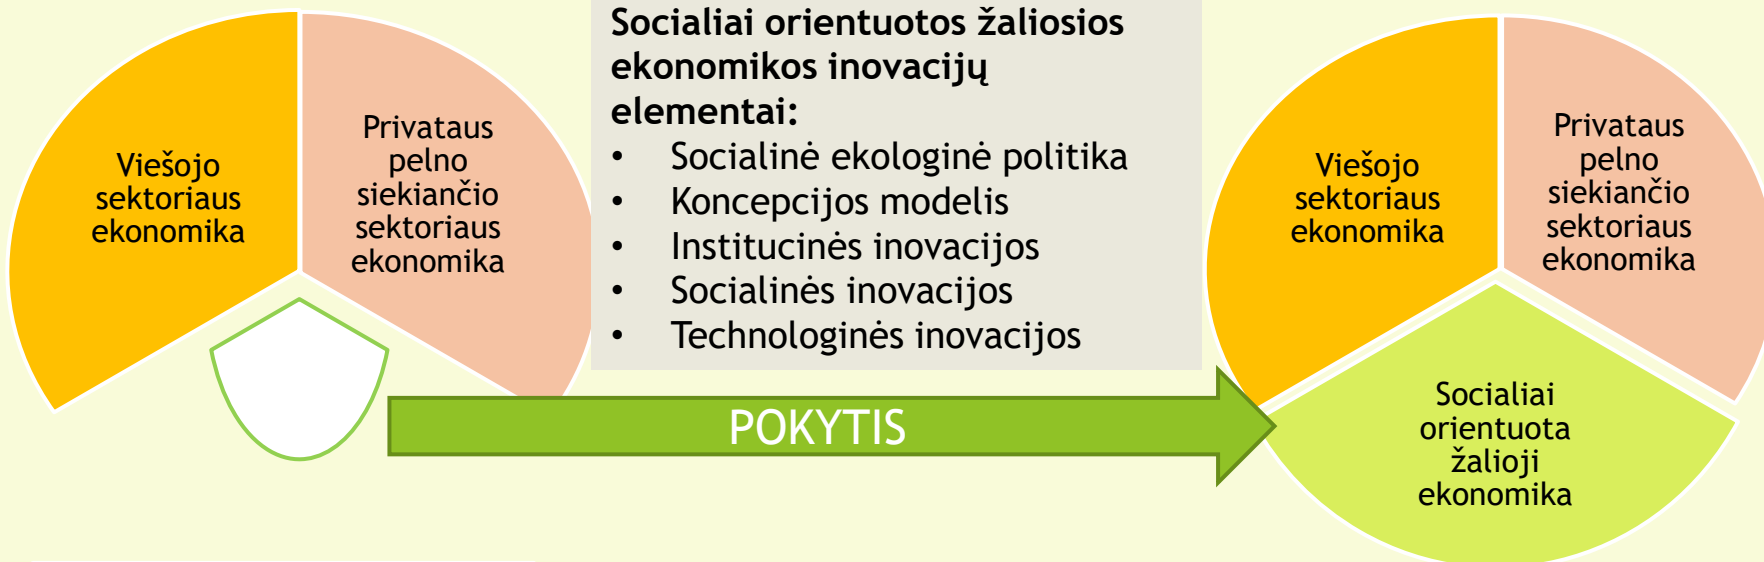 Viešojo
sektoriaus
ekonomika
Privataus
pelno
siekiančio
sektoriaus
ekonomika
Socialiai orientuotos žaliosios
ekonomikos inovacijų
elementai:
• Socialinė ekologinė politika
• Koncepcijos modelis
• Institucinės inovacijos
• Socialinės inovacijos
• Technologinės inovacijos
POKYTIS
Viešojo
sektoriaus
ekonomika
Privataus
pelno
siekiančio
sektoriaus
ekonomika
Socialiai
orientuota
žalioji
ekonomika